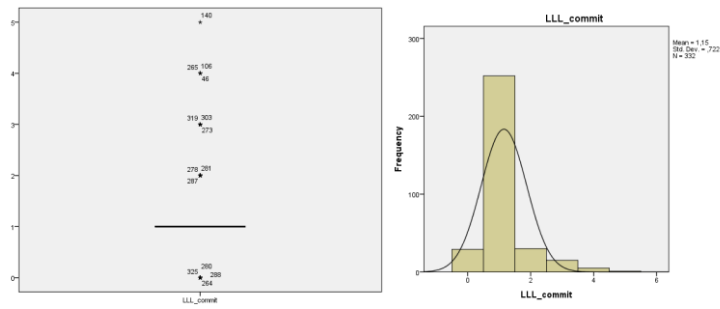 5
140
4
265 106
46
3
319 303
273
2
278 281
287
1
0
280
325 288
264
LLL_commit
LLL_commit
Mean = 1,15
Std. Dev. = ,722
N = 332
300
200
100
0
Frequency
0 2 4 6
LLL_commit